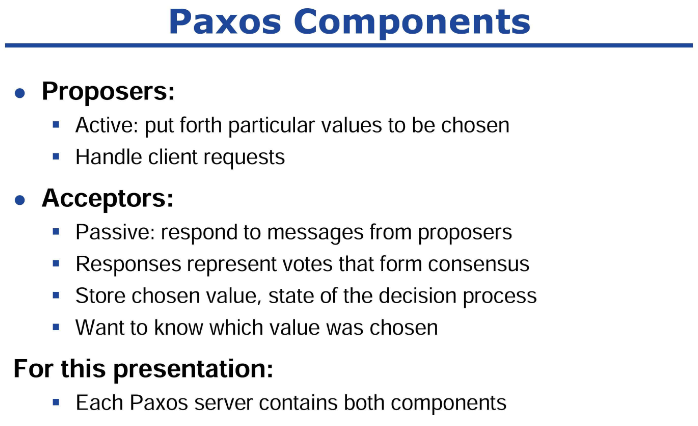 Paxos Components
Proposers:
Active: put forth particular values to be chosen
Handle client requests
Acceptors:
Passive: respond to messages from proposers
Responses represent votes that form consensus
Store chosen value, state of the decision process
Want to know which value was chosen
For this presentation:
Each Paxos server contains both components